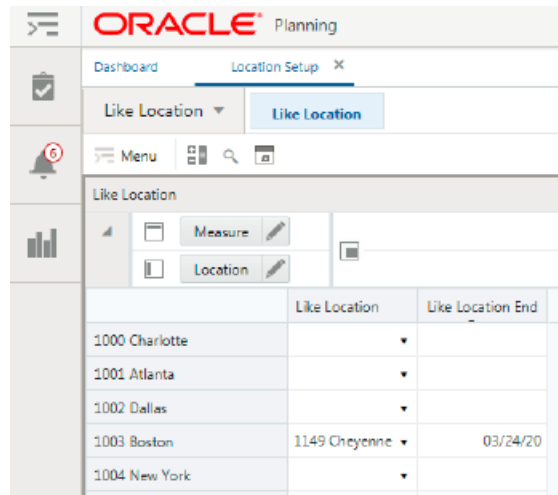 ORACLE® Planning
Dashboard Location Setup ×
6
Like Location Like Location
Menu
Like Location
Measure
Location
Like Location Like Location End
1000 Charlotte
1001 Atlanta
1002 Dallas
1003 Boston 1149 Cheyenne 03/24/20
1004 New York